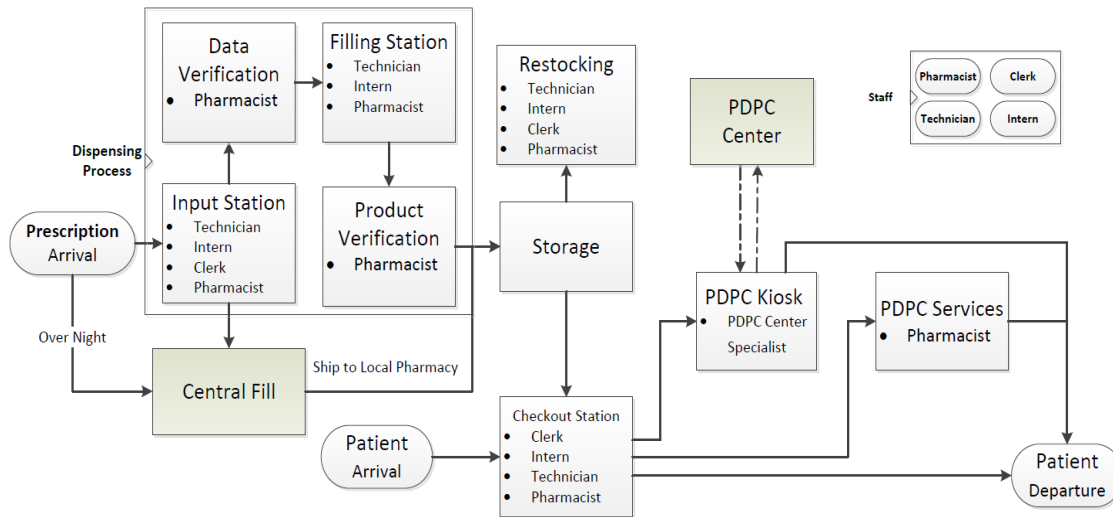 Data
Verification
• Pharmacist
Filling Station
• Technician
• Intern
• Pharmacist
Dispensing
Process
Input Station
• Technician
• Intern
• Clerk
• Pharmacist
Product
Verification
• Pharmacist
Prescription
Arrival
Over Night
Central Fill
Ship to Local Pharmacy
Restocking
• Technician
• Intern
• Clerk
• Pharmacist
Storage
Patient
Arrival
Checkout Station
• Clerk
• Intern
• Technician
• Pharmacist
PDPC
Center
PDPC Kiosk
• PDPC Center
Specialist
PDPC Services
• Pharmacist
Patient
Departure
Staff
Pharmacist
Clerk
Technician
Intern